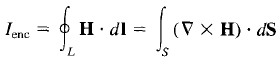 I_enc = ∮_L H · dl = ∫_S (∇ × H) · dS